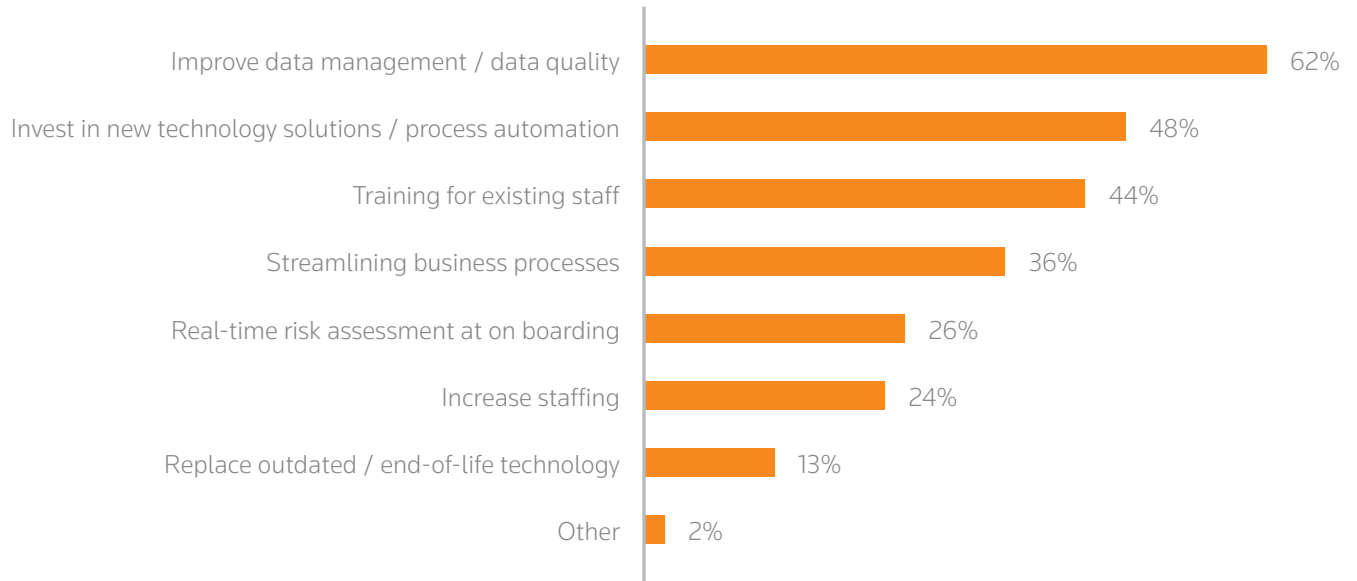 Improve data management / data quality 62%
Invest in new technology solutions / process automation 48%
Training for existing staff 44%
Streamlining business processes 36%
Real-time risk assessment at on boarding 26%
Increase staffing 24%
Replace outdated / end-of-life technology 13%
Other 2%